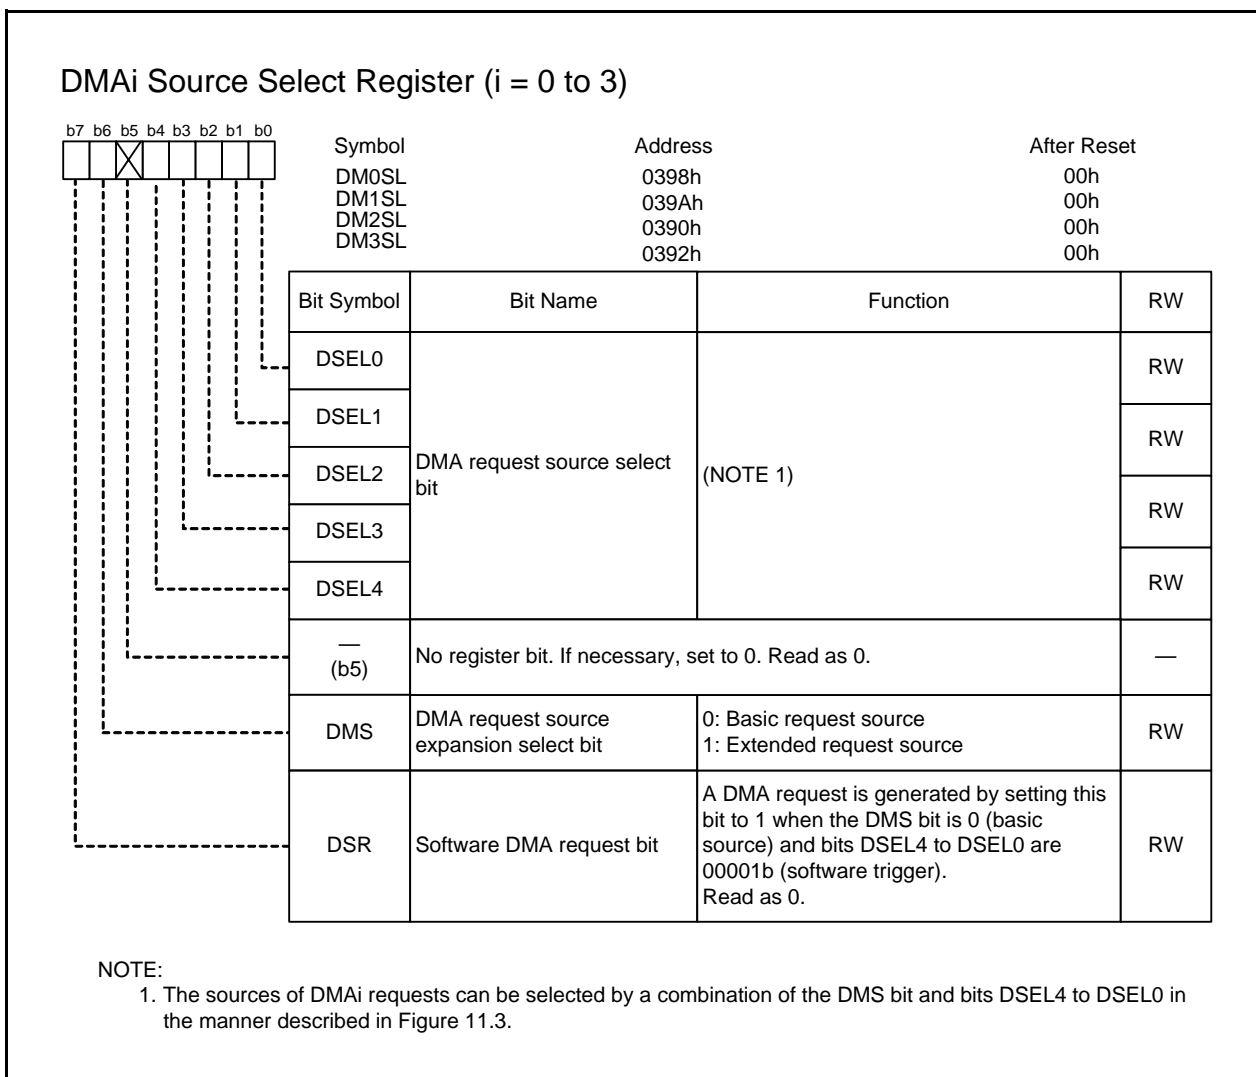 DMAi Source Select Register (i = 0 to 3)
b7 b6 b5 b4 b3 b2 b1 b0
Symbol Address After Reset
DM0SL 0398h 00h
DM1SL 039Ah 00h
DM2SL 0390h 00h
DM3SL 0392h 00h
Bit Symbol Bit Name Function RW
DSEL0 RW
DSEL1 RW
DSEL2 RW
DSEL3 RW
DSEL4
DMA request source select
bit
(NOTE 1)
—
(b5)
No register bit. If necessary, set to 0. Read as 0.
—
DMS
DMA request source
expansion select bit
0: Basic request source
1: Extended request source
RW
DSR
Software DMA request bit
A DMA request is generated by setting this
bit to 1 when the DMS bit is 0 (basic
source) and bits DSEL4 to DSEL0 are
00001b (software trigger).
Read as 0.
RW
NOTE:
1. The sources of DMAi requests can be selected by a combination of the DMS bit and bits DSEL4 to DSEL0 in
the manner described in Figure 11.3.